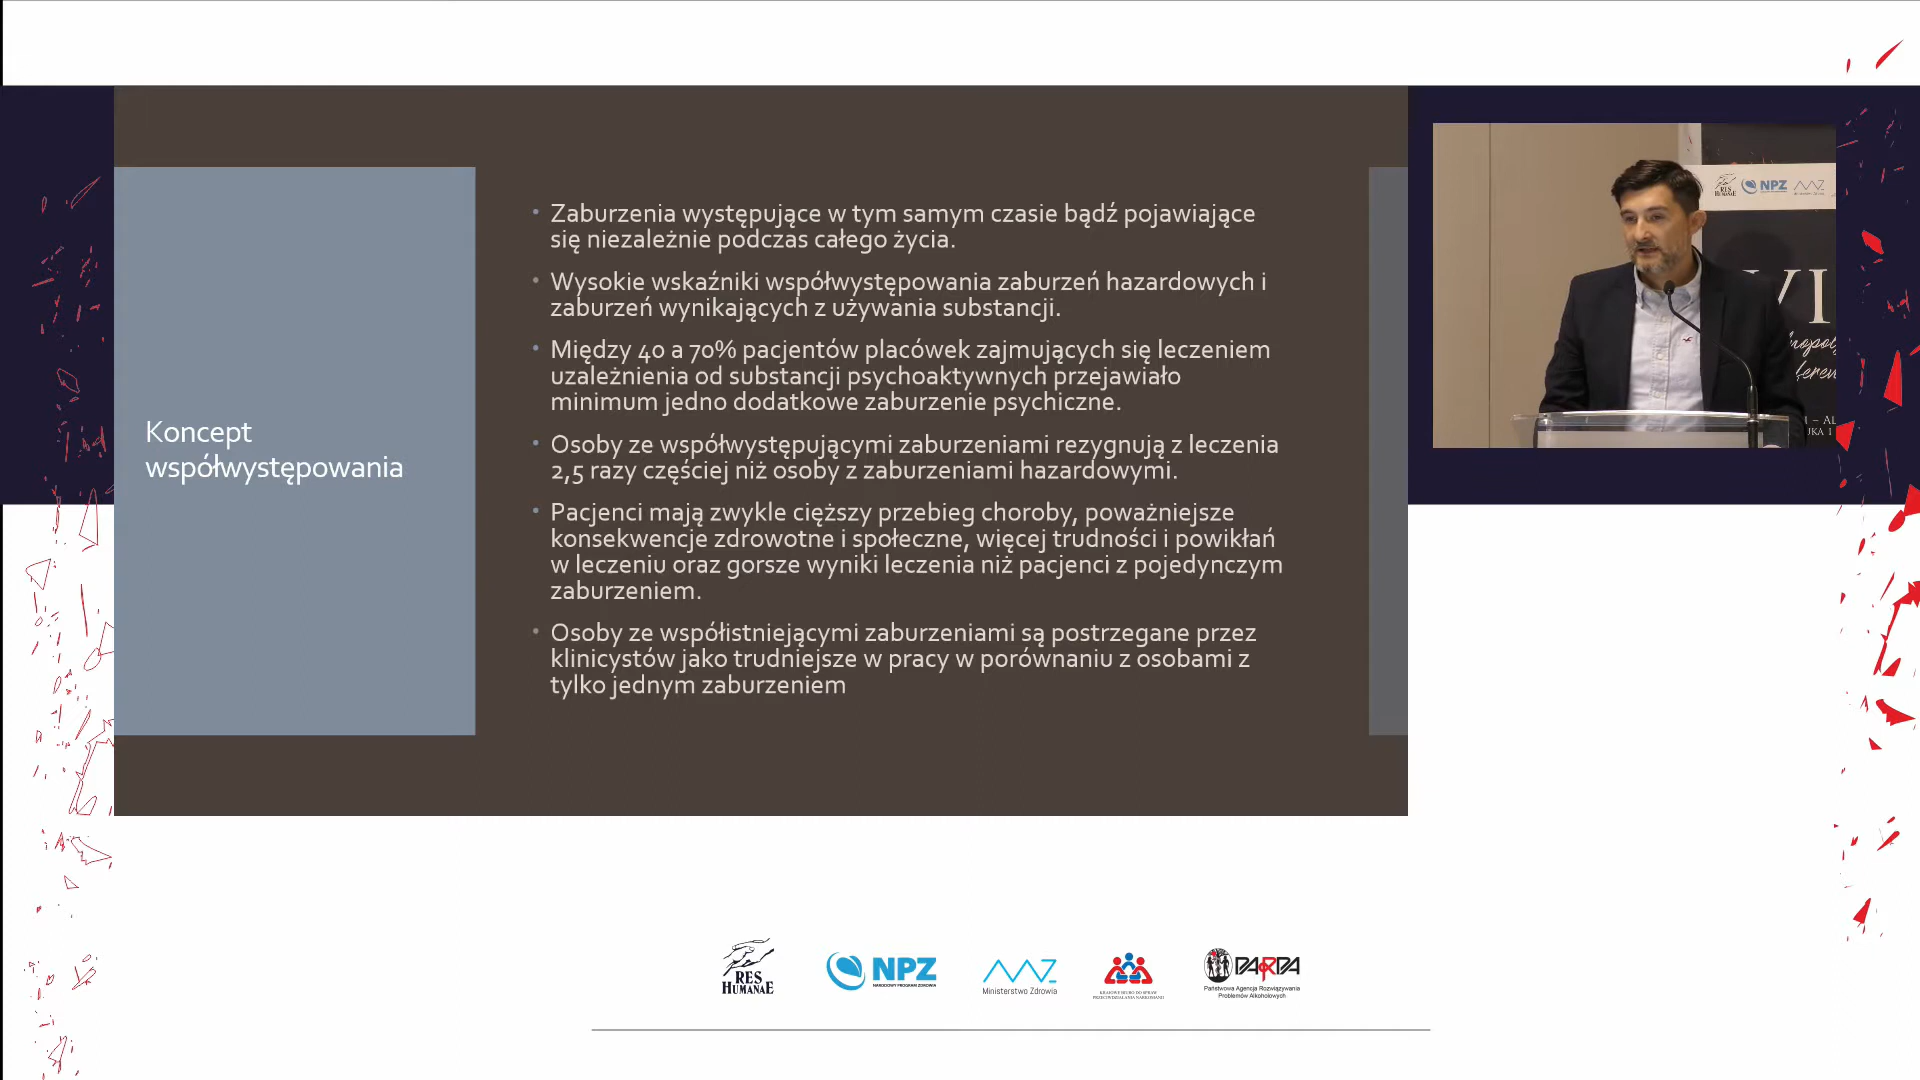 Koncept
współwystępowania
Zaburzenia występujące w tym samym czasie bądź pojawiające
się niezależnie podczas całego życia.
Wysokie wskaźniki współwystępowania zaburzeń hazardowych i
zaburzeń wynikających z używania substancji.
Między 40 a 70% pacjentów placówek zajmujących się leczeniem
uzależnienia od substancji psychoaktywnych przejawiało
minimum jedno dodatkowe zaburzenie psychiczne.
Osoby ze współwystępującymi zaburzeniami rezygnują z leczenia
2,5 razy częściej niż osoby z zaburzeniami hazardowymi.
Pacjenci mają zwykle cięższy przebieg choroby, poważniejsze
konsekwencje zdrowotne i społeczne, więcej trudności i powikłań
w leczeniu oraz gorsze wyniki leczenia niż pacjenci z pojedynczym
zaburzeniem.
Osoby ze współistniejącymi zaburzeniami są postrzegane przez
klinicystów jako trudniejsze w pracy w porównaniu z osobami z
tylko jednym zaburzeniem
RES
HUMANAE
NPZ
VI
RES
HUMANAE
NPZ
NARODOWY PROGRAM ZDROWIA
Ministerstwo Zdrowia
KRAJOWE BIURO DO SPRAW
PRZECIWDZIAŁANIA NARKOMANII
PARPA
Państwowa Agencja Rozwiązywania
Problemów Alkoholowych